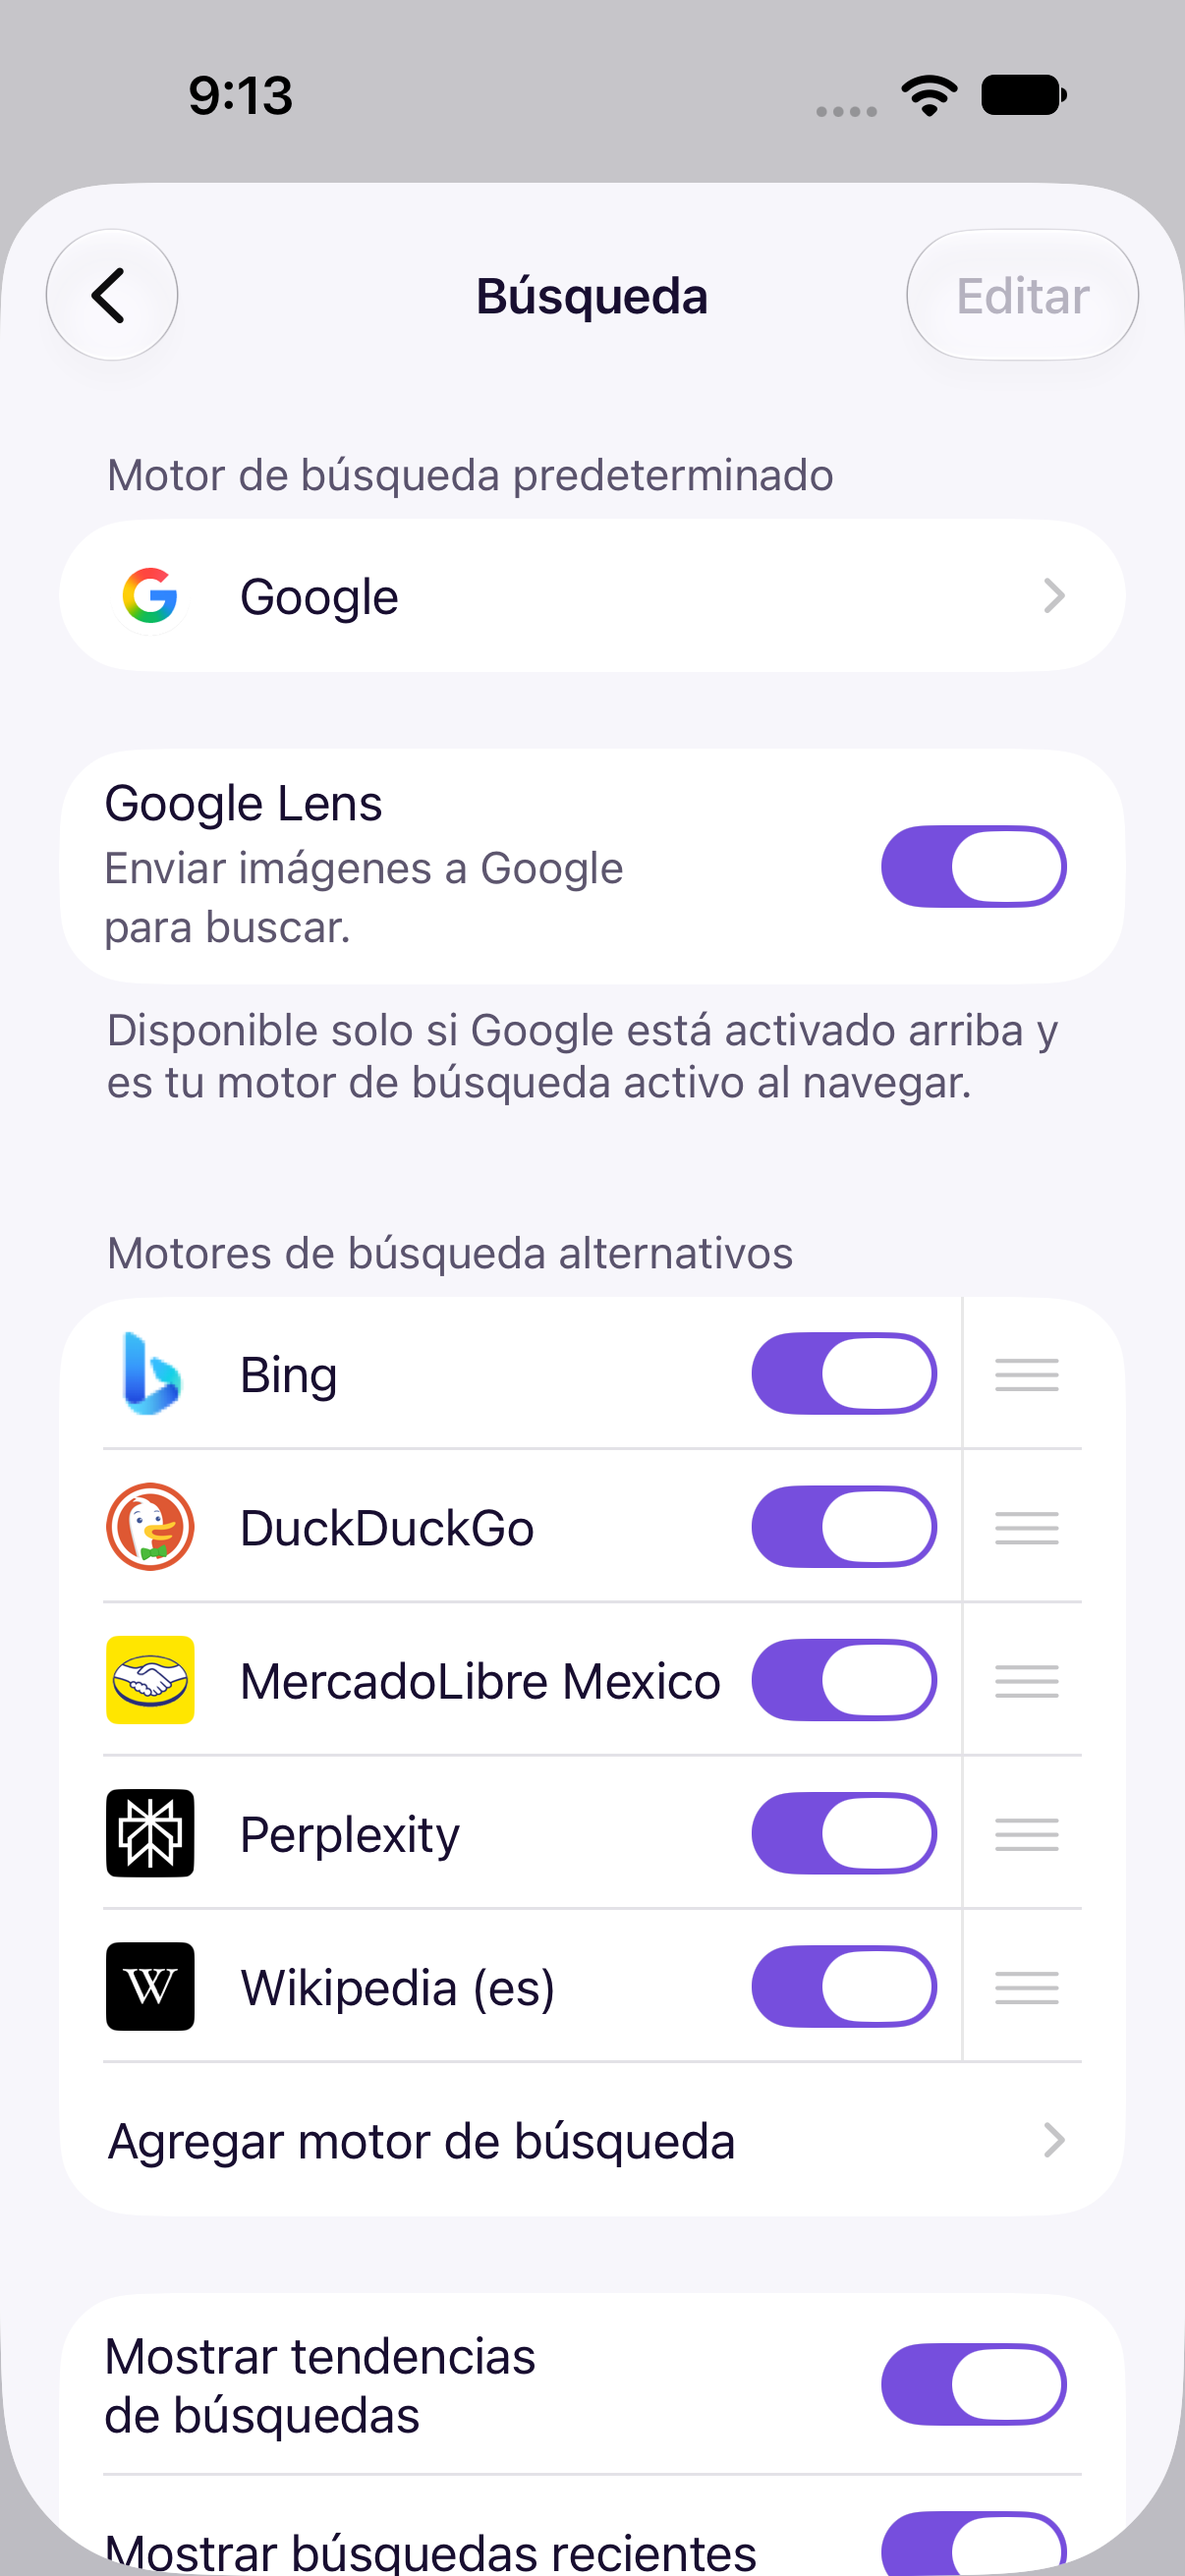 9:13
Búsqueda
Editar
Motor de búsqueda predeterminado
Google
Google Lens
Enviar imágenes a Google
para buscar.
Disponible solo si Google está activado arriba y
es tu motor de búsqueda activo al navegar.
Motores de búsqueda alternativos
Bing
DuckDuckGo
MercadoLibre Mexico
Perplexity
W
Wikipedia (es)
Agregar motor de búsqueda
Mostrar tendencias
de búsquedas
Mostrar búsquedas recientes